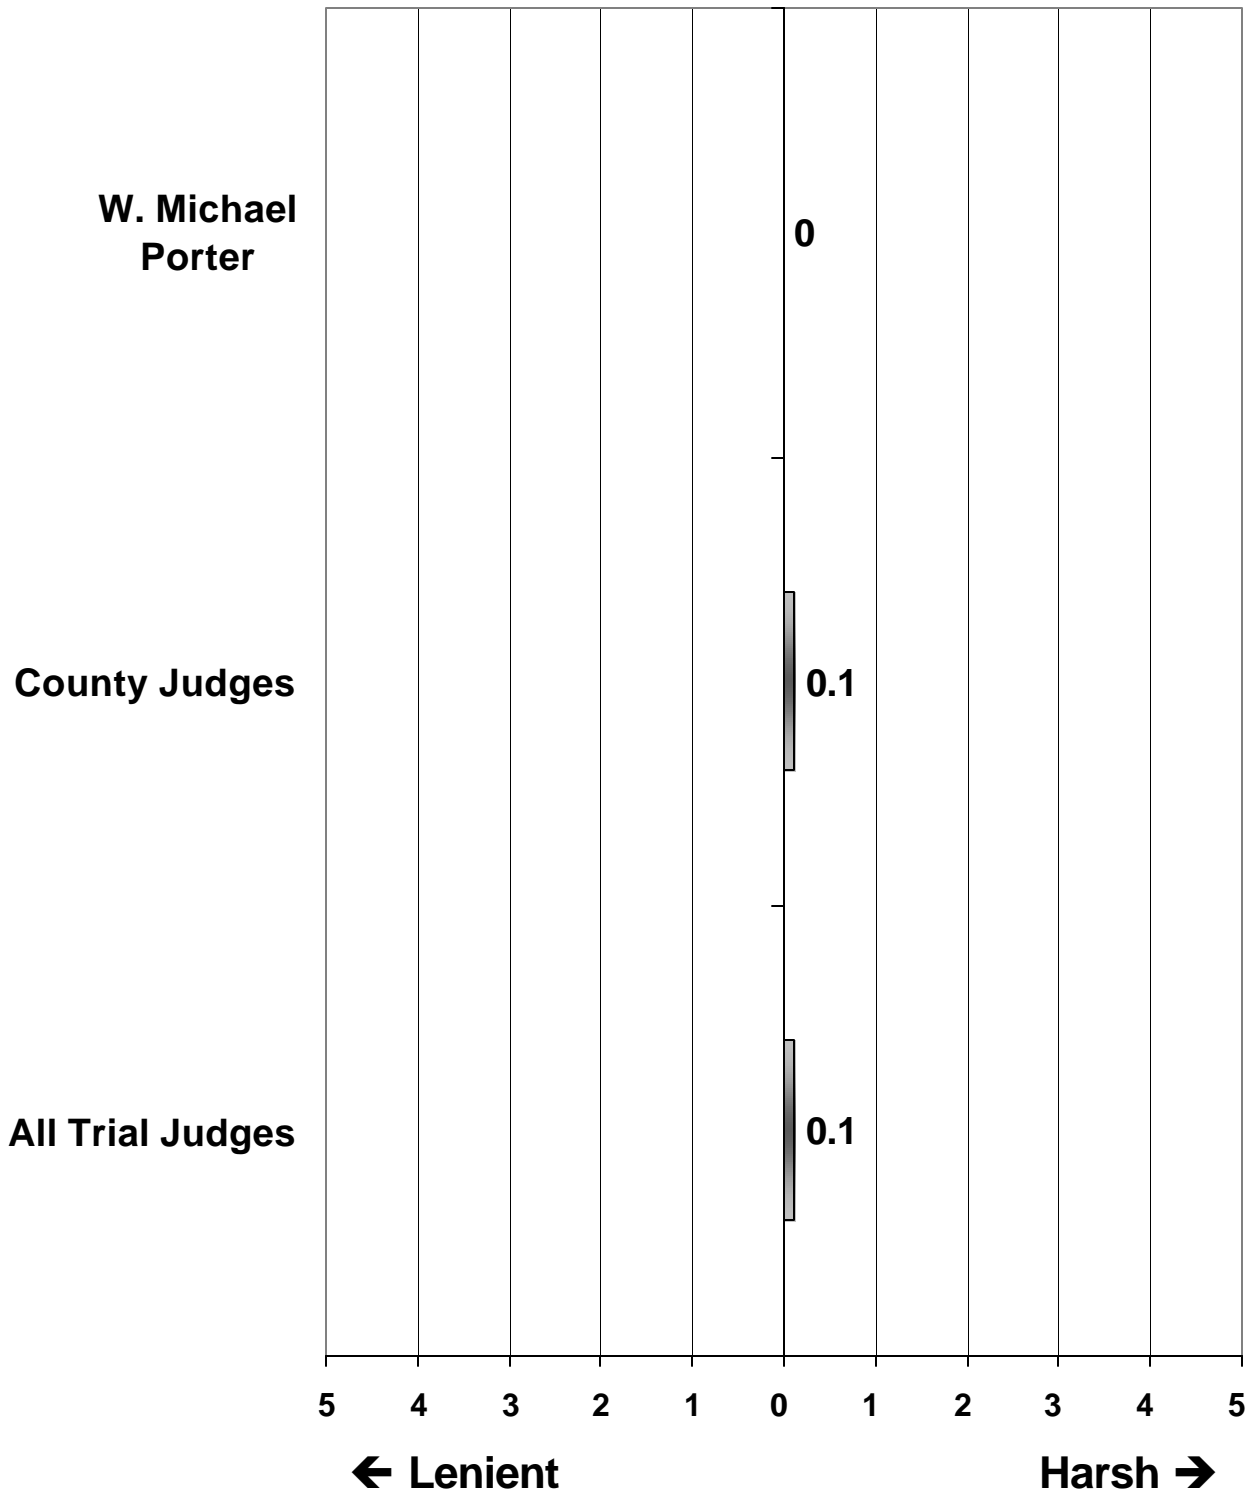 W. Michael
Porter
0
County Judges
0.1
All Trial Judges
0.1
5 4 3 2 1 0 1 2 3 4 5
← Lenient Harsh →